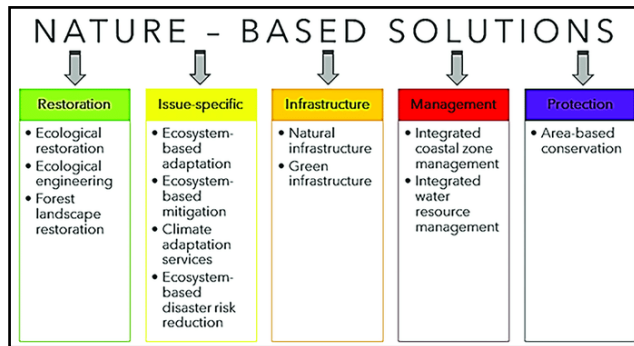 NATURE – BASED SOLUTIONS
Restoration
• Ecological
restoration
• Ecological
engineering
• Forest
landscape
restoration
Issue-specific
• Ecosystem-
based
adaptation
• Ecosystem-
based
mitigation
• Climate
adaptation
services
• Ecosystem-
based
disaster risk
reduction
Infrastructure
• Natural
infrastructure
• Green
infrastructure
Management
• Integrated
coastal zone
management
• Integrated
water
resource
management
Protection
• Area-based
conservation